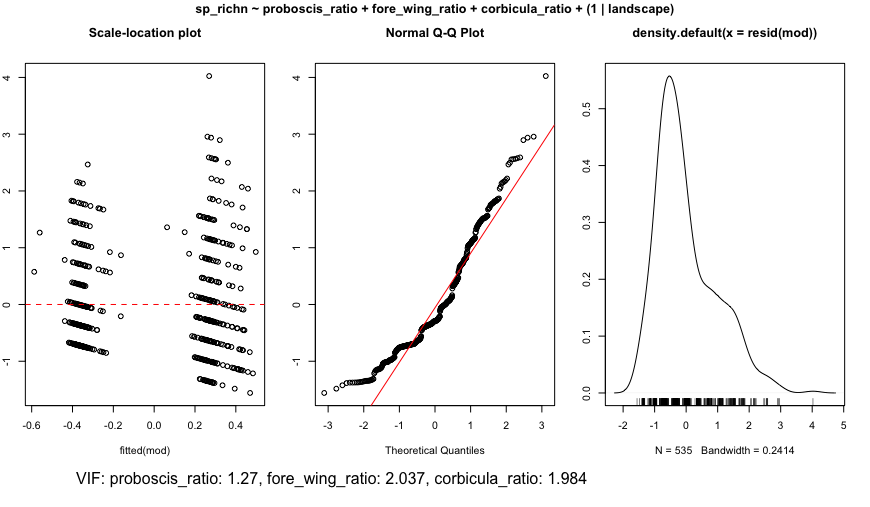 sp_richn ~ proboscis_ratio + fore_wing_ratio + corbicula_ratio + (1 | landscape)
Scale-location plot
4
3
2
1
0
-1
-0.6 -0.4 -0.2 0.0 0.2 0.4
fitted(mod)
Normal Q-Q Plot
4
3
2
1
0
-1
-3 -2 -1 0 1 2 3
Theoretical Quantiles
density.default(x = resid(mod))
0.5
0.4
0.3
0.2
0.1
0.0
-2 -1 0 1 2 3 4 5
N = 535 Bandwidth = 0.2414
VIF: proboscis_ratio: 1.27, fore_wing_ratio: 2.037, corbicula_ratio: 1.984